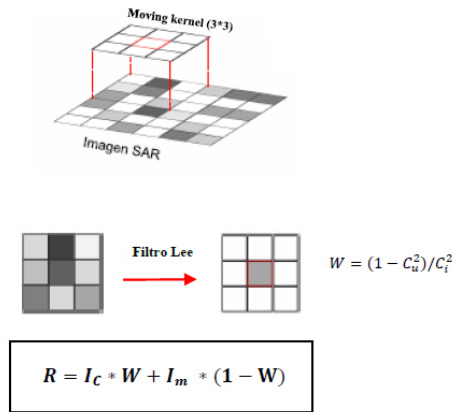 Moving kernel (3*3)
Imagen SAR
Filtro Lee
W = (1 − C_u^2)/C_i^2
R = I_C * W + I_m * (1 − W)